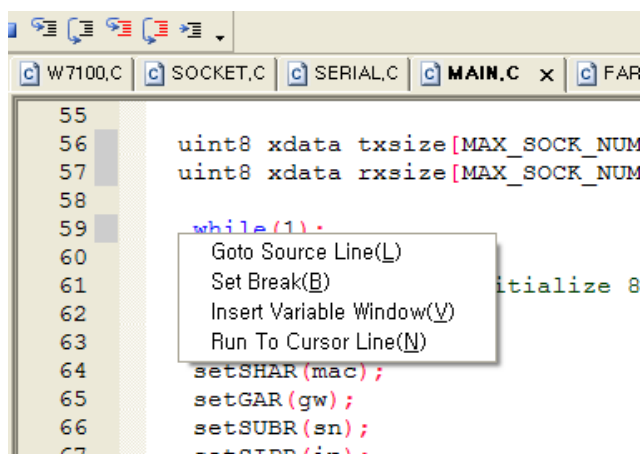 W7100.C SOCKET.C SERIAL.C MAIN.C x FAR
55
56 uint8 xdata txsize[MAX_SOCK_NUM
57 uint8 xdata rxsize[MAX_SOCK_NUM
58
59 while(1);
60 Goto Source Line(L)
61 Set Break(B) itialize 8
62 Insert Variable Window(V)
63 Run To Cursor Line(N)
64 setSHAR(mac);
65 setGAR(gw);
66 setSUBR(sn);
67